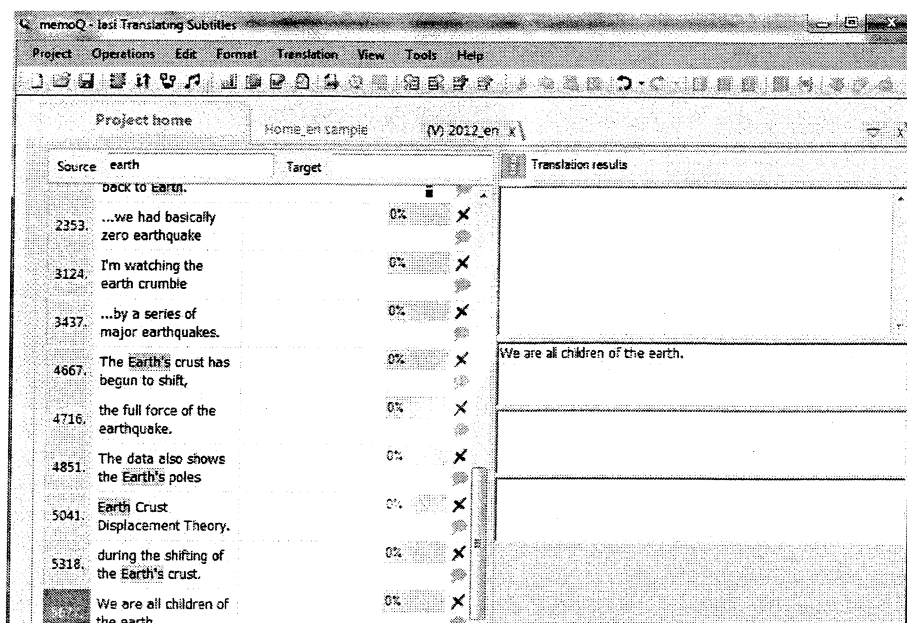 memoQ - Iasi Translating Subtitles
Project Operations Edit Format Translation View Tools Help
Project home Home_en sample (V) 2012_en x
Source earth Target Translation results
back to Earth.
2353. ...we had basically 0%
zero earthquake
3124. I'm watching the 0%
earth crumble
3437. ...by a series of 0%
major earthquakes.
4667. The Earth's crust has 0%
begun to shift,
We are all children of the earth.
4716. the full force of the 0%
earthquake.
4851. The data also shows 0%
the Earth's poles
5041. Earth Crust 0%
Displacement Theory.
5318. during the shifting of 0%
the Earth's crust.
We are all children of 0%
the earth